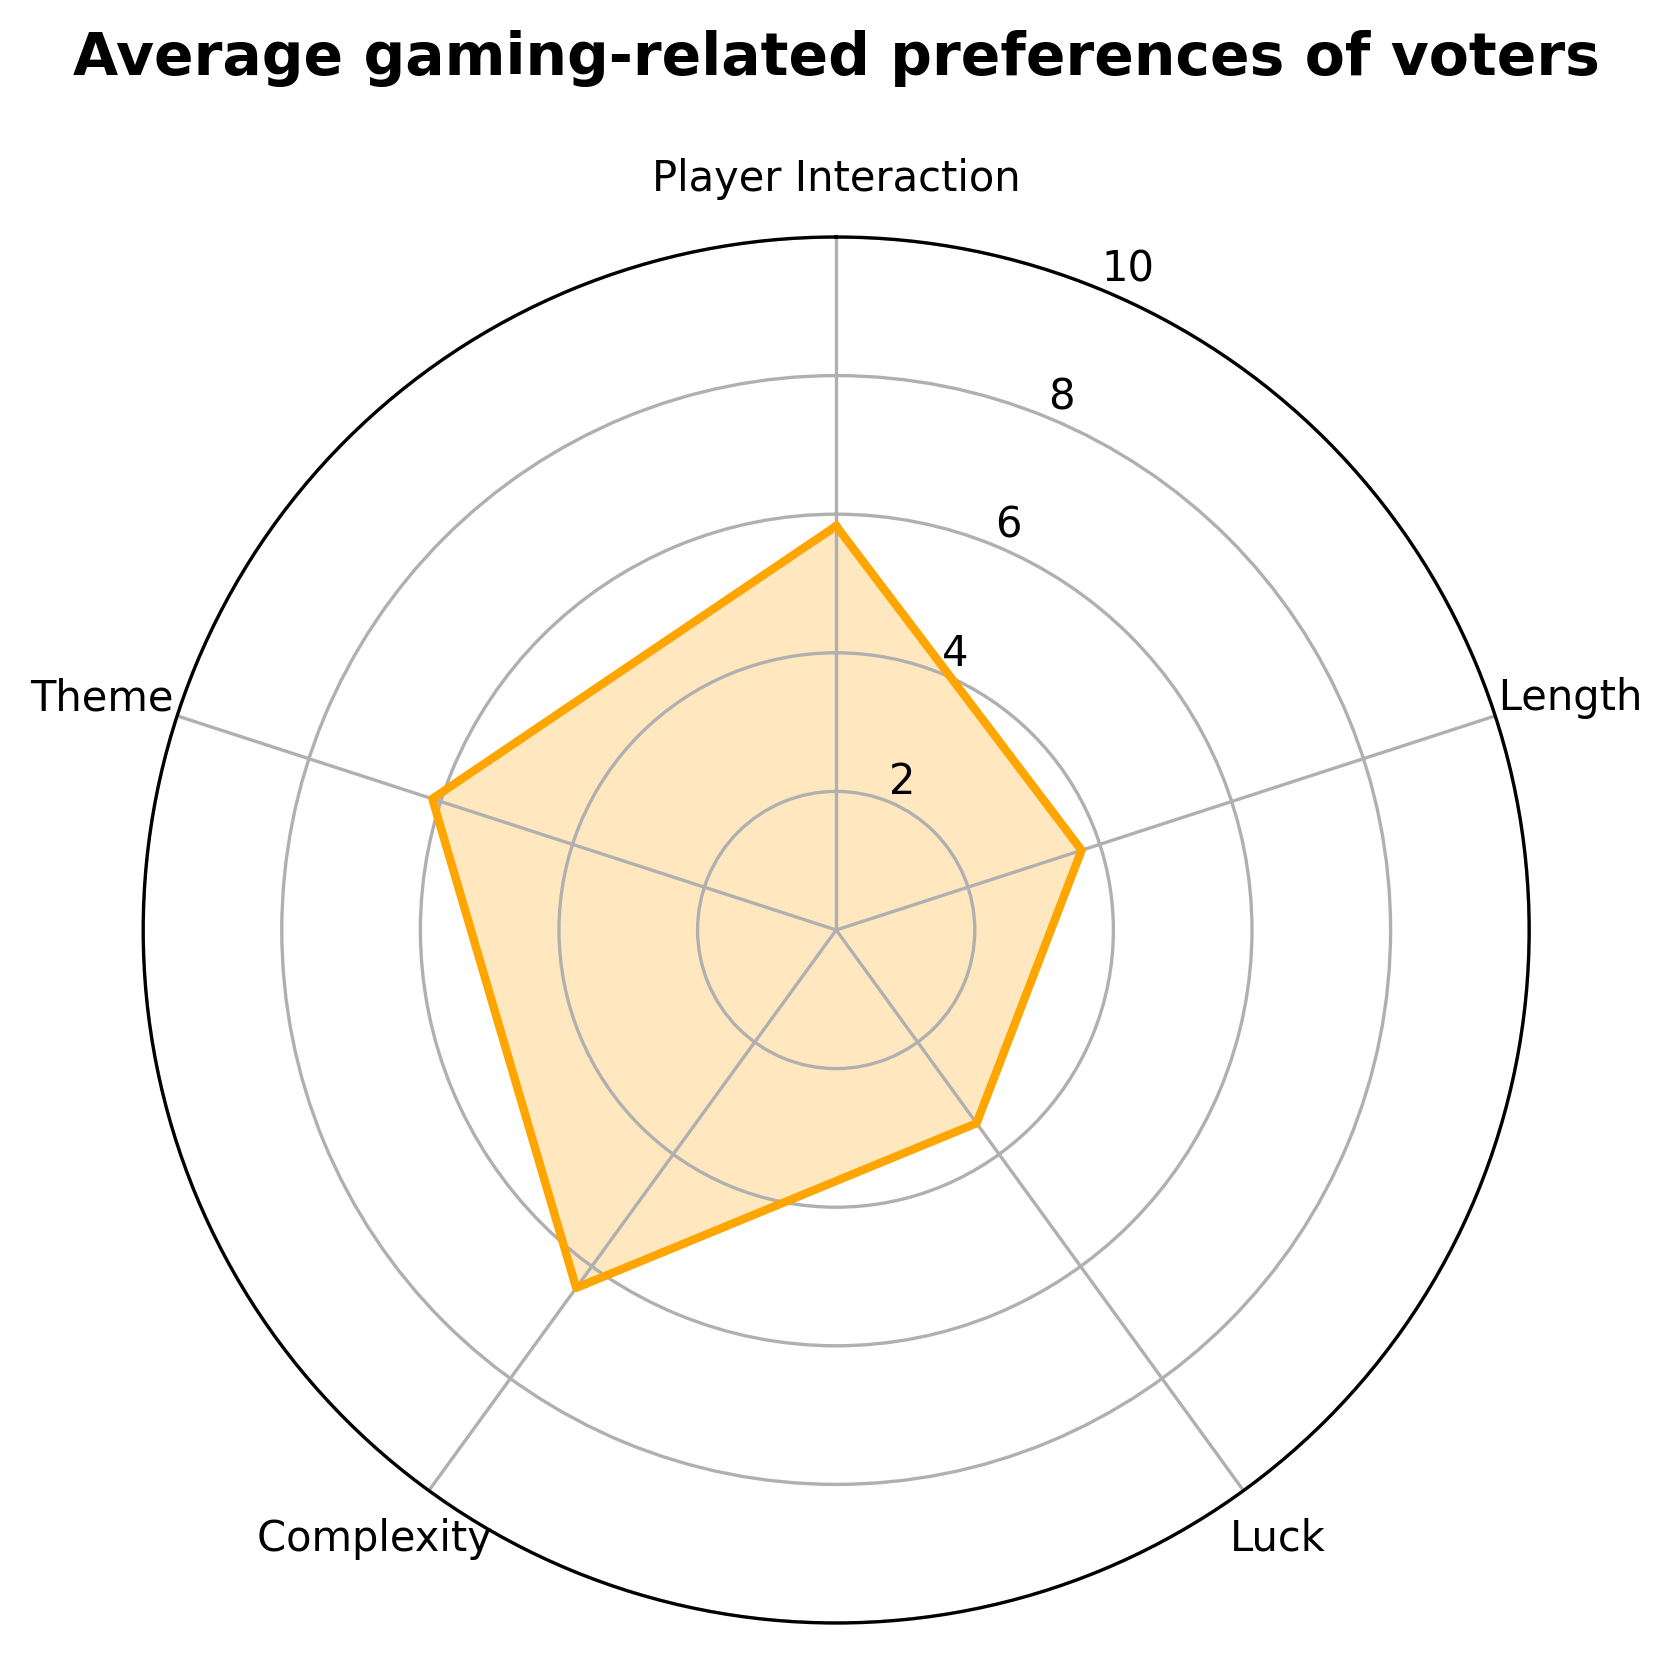 Average gaming-related preferences of voters
Player Interaction
10
8
6
4
2
Theme
Length
Complexity
Luck